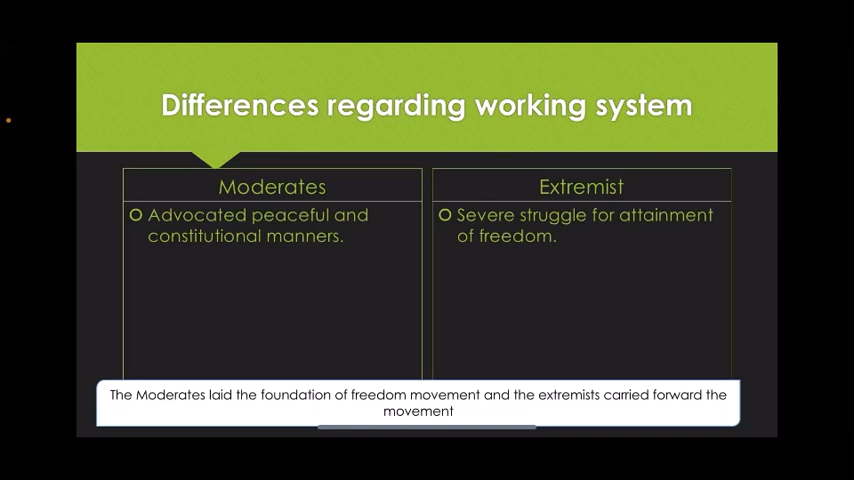 Differences regarding working system
Moderates
Advocated peaceful and
constitutional manners.
Extremist
Severe struggle for attainment
of freedom.
The Moderates laid the foundation of freedom movement and the extremists carried forward the
movement